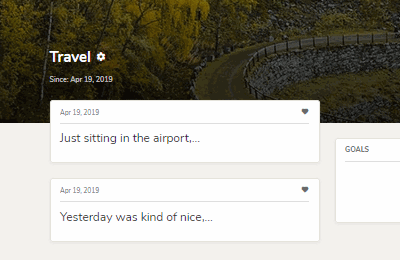 Travel
Since: Apr 19, 2019
Apr 19, 2019
Just sitting in the airport,...
GOALS
Apr 19, 2019
Yesterday was kind of nice,...